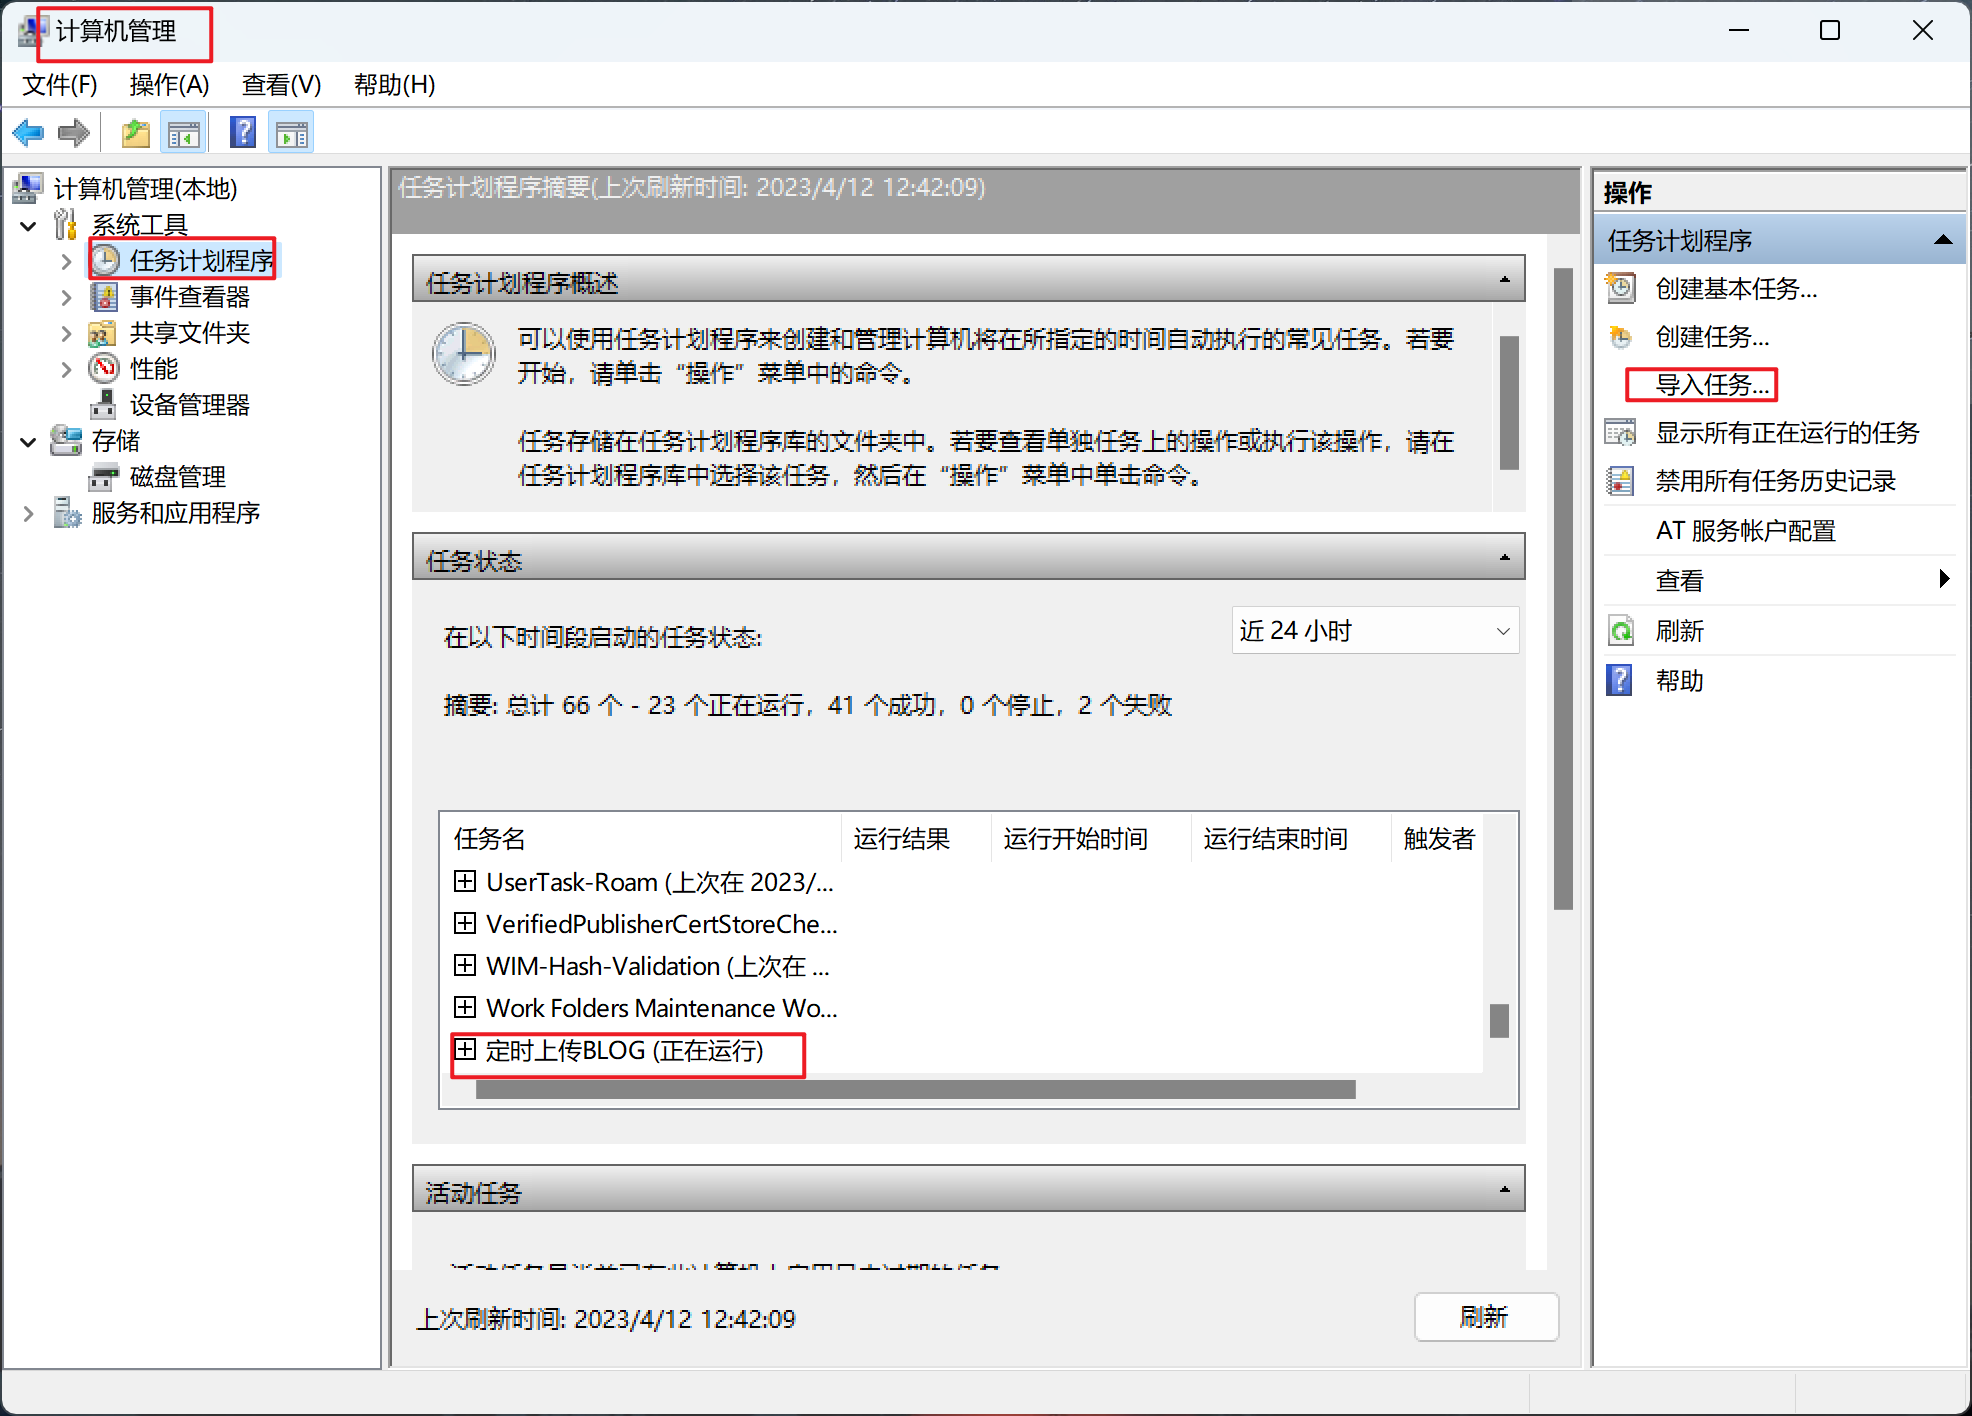 计算机管理
文件(F) 操作(A) 查看(V) 帮助(H)
计算机管理(本地)
系统工具
任务计划程序
事件查看器
共享文件夹
性能
设备管理器
存储
磁盘管理
服务和应用程序
任务计划程序摘要(上次刷新时间: 2023/4/12 12:42:09)
任务计划程序概述
可以使用任务计划程序来创建和管理计算机将在所指定的时间自动执行的常见任务。若要
开始，请单击“操作”菜单中的命令。
任务存储在任务计划程序库的文件夹中。若要查看单独任务上的操作或执行该操作，请在
任务计划程序库中选择该任务，然后在“操作”菜单中单击命令。
任务状态
在以下时间段启动的任务状态:
近 24 小时
摘要: 总计 66 个 - 23 个正在运行，41 个成功，0 个停止，2 个失败
任务名 运行结果 运行开始时间 运行结束时间 触发者
UserTask-Roam (上次在 2023/...
VerifiedPublisherCertStoreChe...
WIM-Hash-Validation (上次在 ...
Work Folders Maintenance Wo...
定时上传BLOG (正在运行)
活动任务
上次刷新时间: 2023/4/12 12:42:09
刷新
操作
任务计划程序
创建基本任务...
创建任务...
导入任务...
显示所有正在运行的任务
禁用所有任务历史记录
AT 服务帐户配置
查看
刷新
帮助